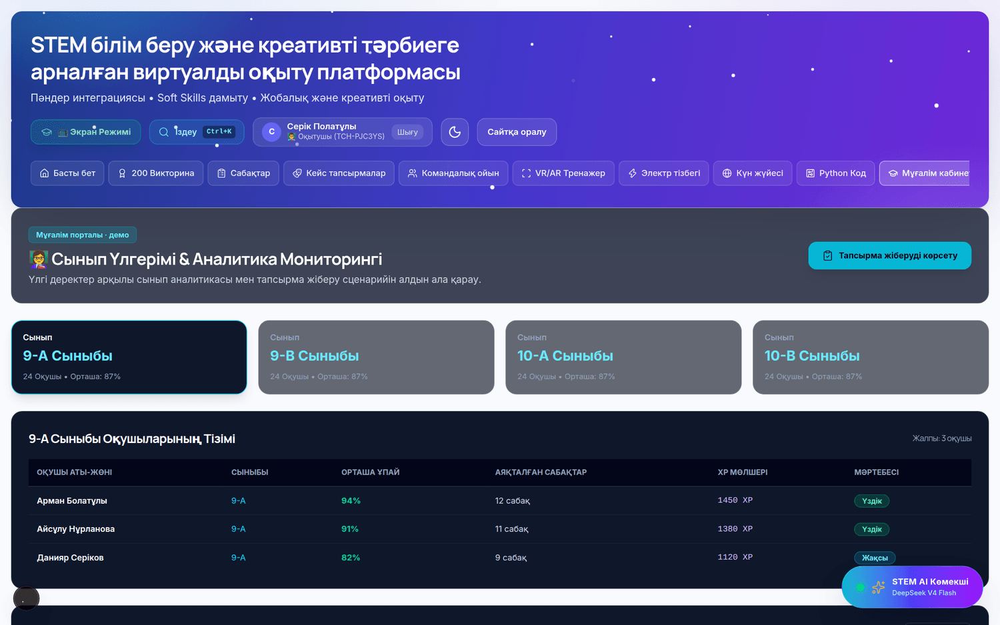 STEM білім беру және креативті тәрбиеге
арналған виртуалды оқыту платформасы
Пәндер интеграциясы • Soft Skills дамыту • Жобалық және креативті оқыту
Экран Режимі
Іздеу Ctrl+K
С
Серік Полатұлы
Оқытушы (TCH-PJC3YS)
Шығу
Сайтқа оралу
Басты бет
200 Викторина
Сабақтар
Кейс тапсырмалар
Командалық ойын
VR/AR Тренажер
Электр тізбегі
Күн жүйесі
Python Код
Мұғалім кабине
Мұғалім порталы · демо
Сынып Үлгерімі & Аналитика Мониторингі
Үлгі деректер арқылы сынып аналитикасы мен тапсырма жіберу сценарийін алдын ала қарау.
Тапсырма жіберуді көрсету
Сынып
9-А Сыныбы
24 Оқушы • Орташа: 87%
Сынып
9-В Сыныбы
24 Оқушы • Орташа: 87%
Сынып
10-А Сыныбы
24 Оқушы • Орташа: 87%
Сынып
10-В Сыныбы
24 Оқушы • Орташа: 87%
9-А Сыныбы Оқушыларының Тізімі
Жалпы: 3 оқушы
ОҚУШЫ АТЫ-ЖӨНІ СЫНЫБЫ ОРТАША ҰПАЙ АЯҚТАЛҒАН САБАҚТАР XP МӨЛШЕРІ МӘРТЕБЕСІ
Арман Болатұлы 9-А 94% 12 сабақ 1450 XP Үздік
Айсұлу Нұрланова 9-А 91% 11 сабақ 1380 XP Үздік
Данияр Серіков 9-А 82% 9 сабақ 1120 XP Жақсы
STEM AI Көмекші
DeepSeek V4 Flash